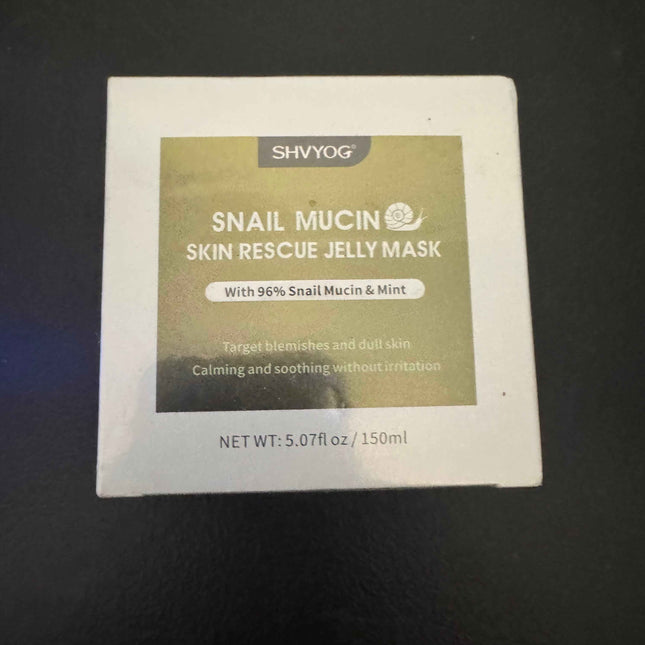 SHVYOG®
SNAIL MUCIN
SKIN RESCUE JELLY MASK
With 96% Snail Mucin & Mint
Target blemishes and dull skin
Calming and soothing without irritation
NET WT: 5.07fl oz / 150ml